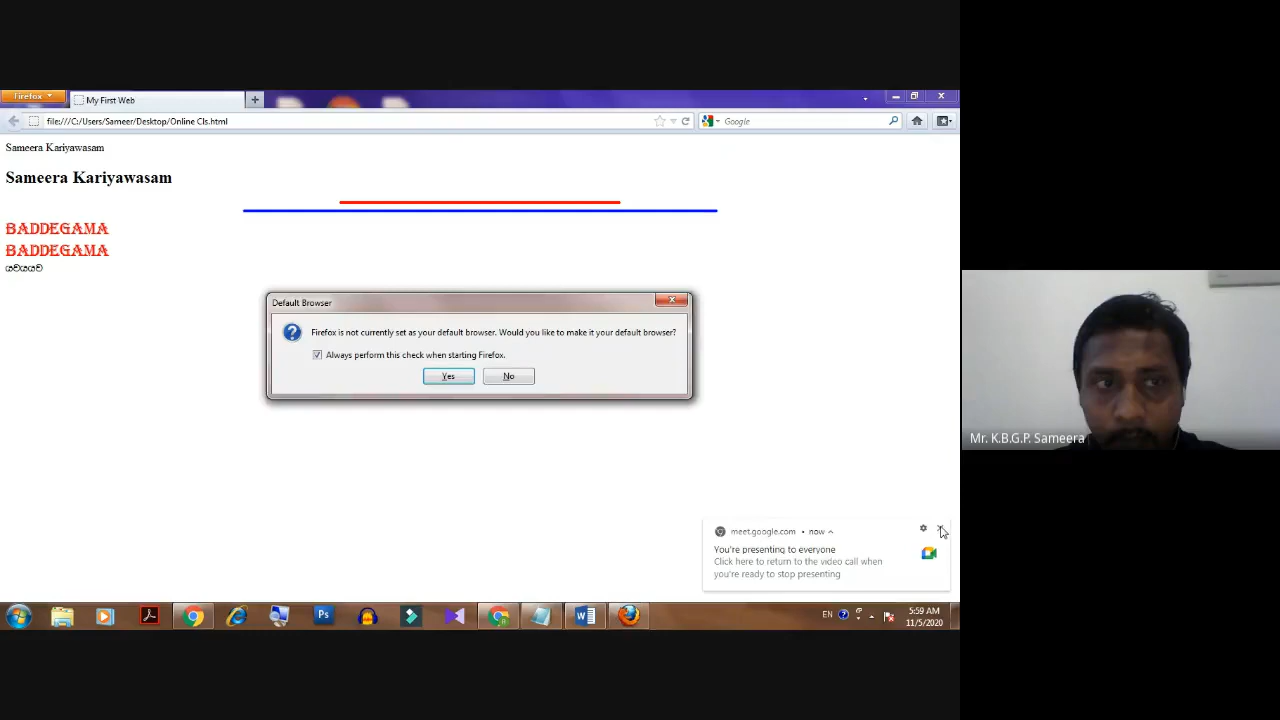 Firefox
My First Web
file:///C:/Users/Sameer/Desktop/Online Cls.html
Google
Sameera Kariyawasam
Sameera Kariyawasam
BADDEGAMA
BADDEGAMA
යවයයව
Default Browser
Firefox is not currently set as your default browser. Would you like to make it your default browser?
Always perform this check when starting Firefox.
Yes
No
Mr. K.B.G.P. Sameera
meet.google.com • now
You're presenting to everyone
Click here to return to the video call when
you're ready to stop presenting
Ps
EN
5:59 AM
11/5/2020